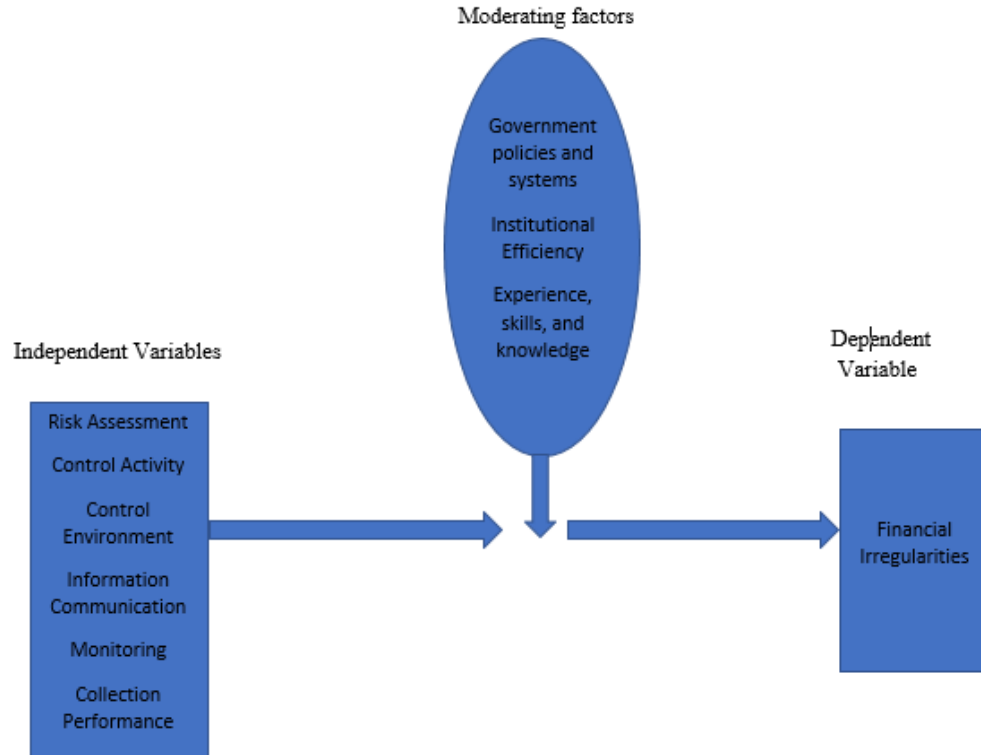 Moderating factors
Government
policies and
systems
Institutional
Efficiency
Experience,
skills, and
knowledge
Independent Variables
Risk Assessment
Control Activity
Control
Environment
Information
Communication
Monitoring
Collection
Performance
Dependent
Variable
Financial
Irregularities